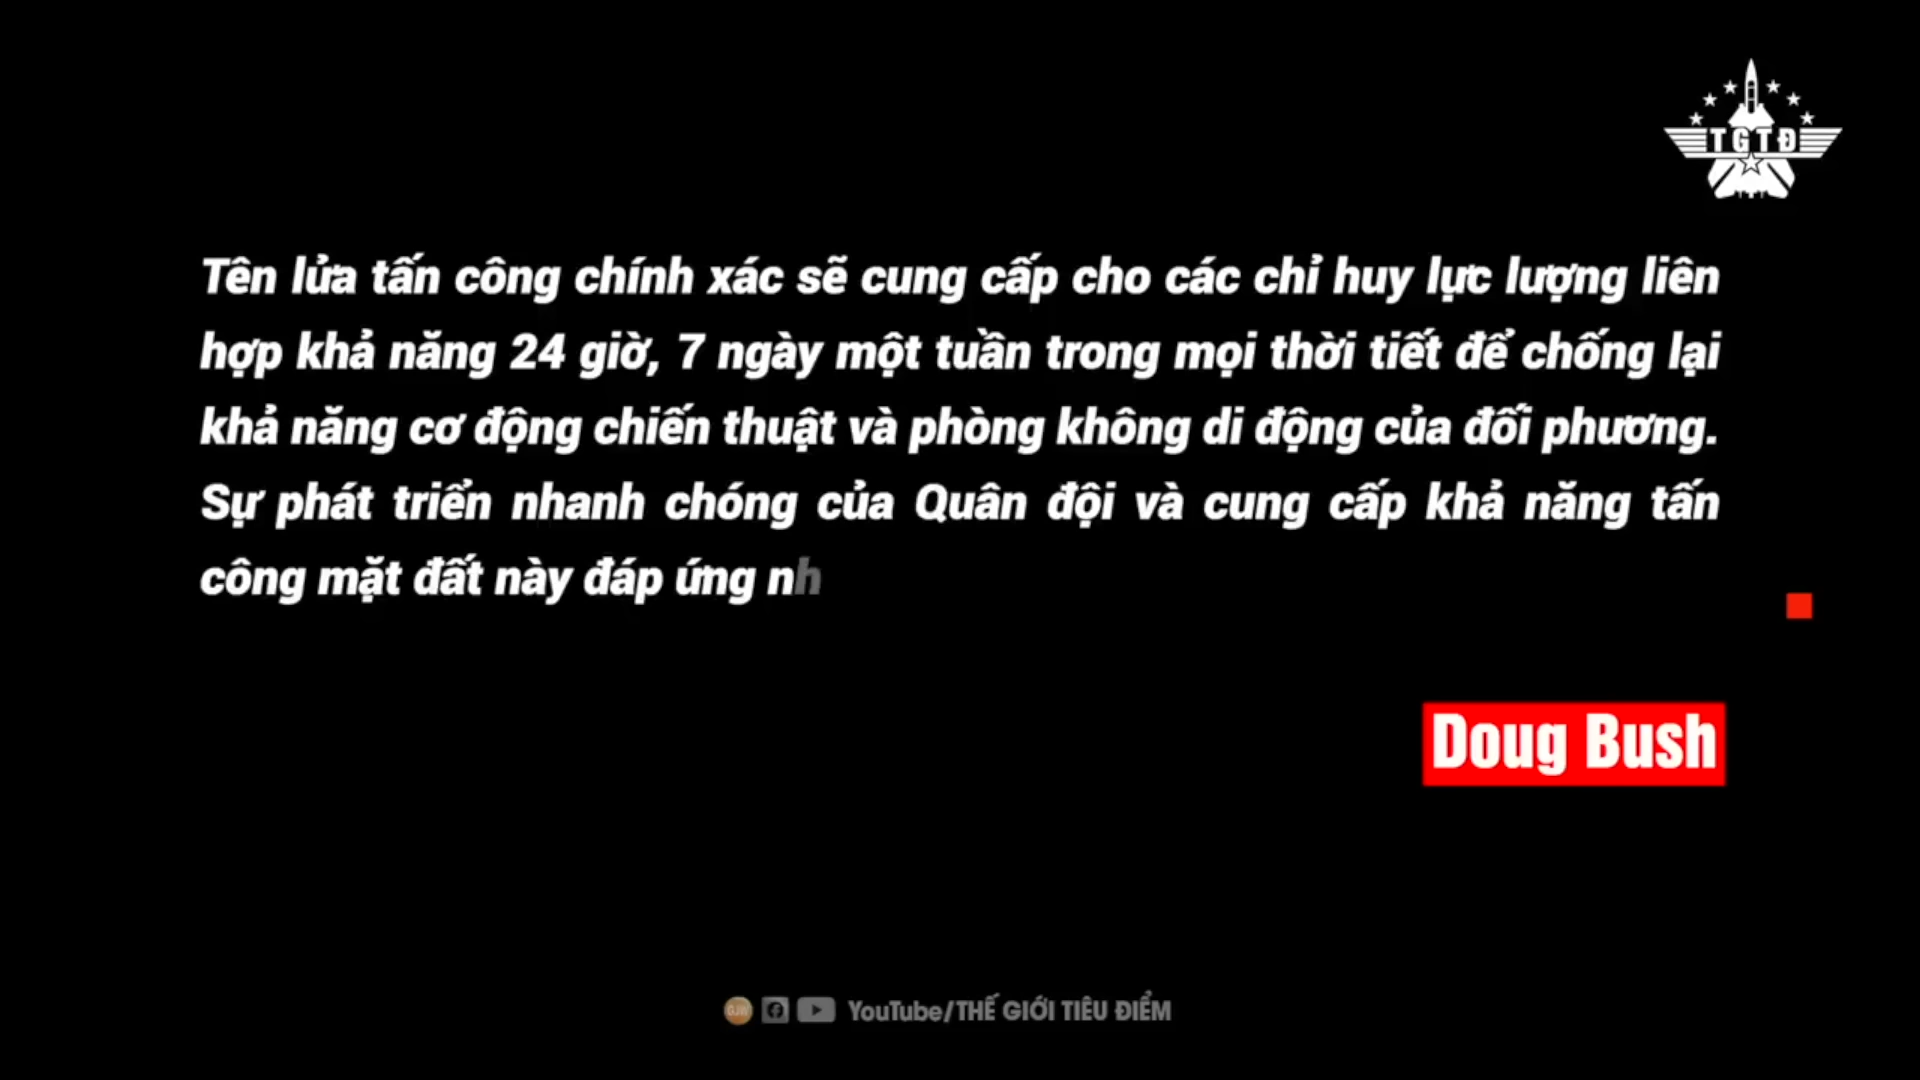 TGTĐ
Tên lửa tấn công chính xác sẽ cung cấp cho các chỉ huy lực lượng liên
hợp khả năng 24 giờ, 7 ngày một tuần trong mọi thời tiết để chống lại
khả năng cơ động chiến thuật và phòng không di động của đối phương.
Sự phát triển nhanh chóng của Quân đội và cung cấp khả năng tấn
công mặt đất này đáp ứng nh
Doug Bush
YouTube/THẾ GIỚI TIÊU ĐIỂM